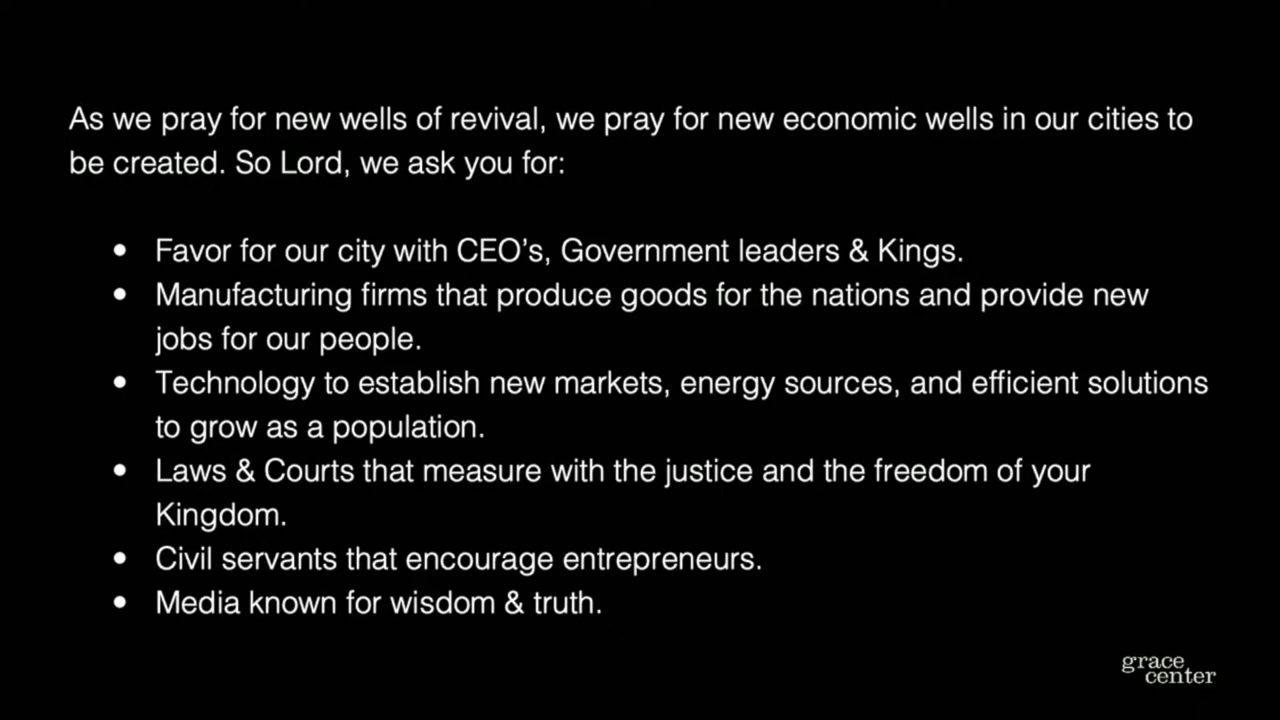 As we pray for new wells of revival, we pray for new economic wells in our cities to
be created. So Lord, we ask you for:
• Favor for our city with CEO's, Government leaders & Kings.
• Manufacturing firms that produce goods for the nations and provide new
jobs for our people.
• Technology to establish new markets, energy sources, and efficient solutions
to grow as a population.
• Laws & Courts that measure with the justice and the freedom of your
Kingdom.
• Civil servants that encourage entrepreneurs.
• Media known for wisdom & truth.
grace
center